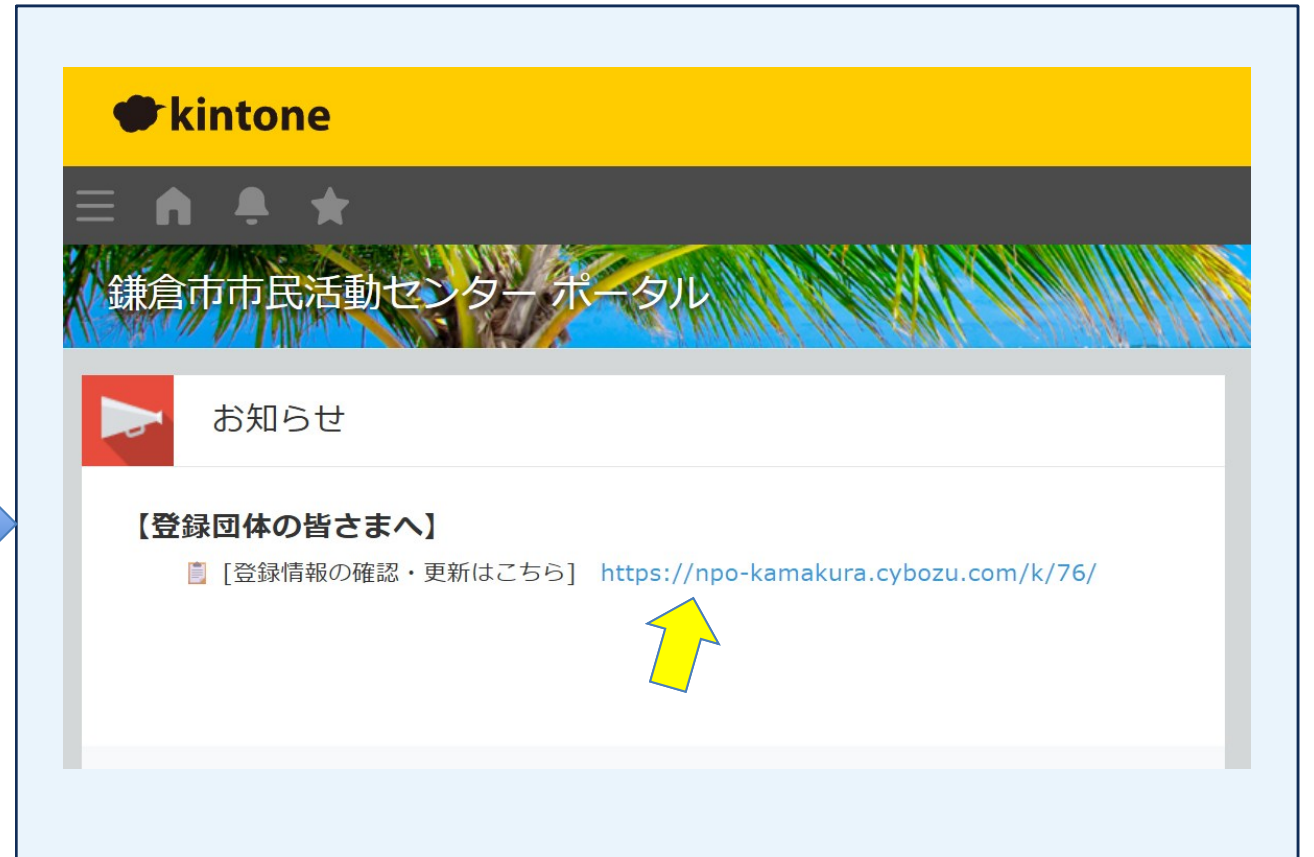 kintone
鎌倉市市民活動センター ポータル
お知らせ
【登録団体の皆さまへ】
[登録情報の確認・更新はこちら] https://npo-kamakura.cybozu.com/k/76/